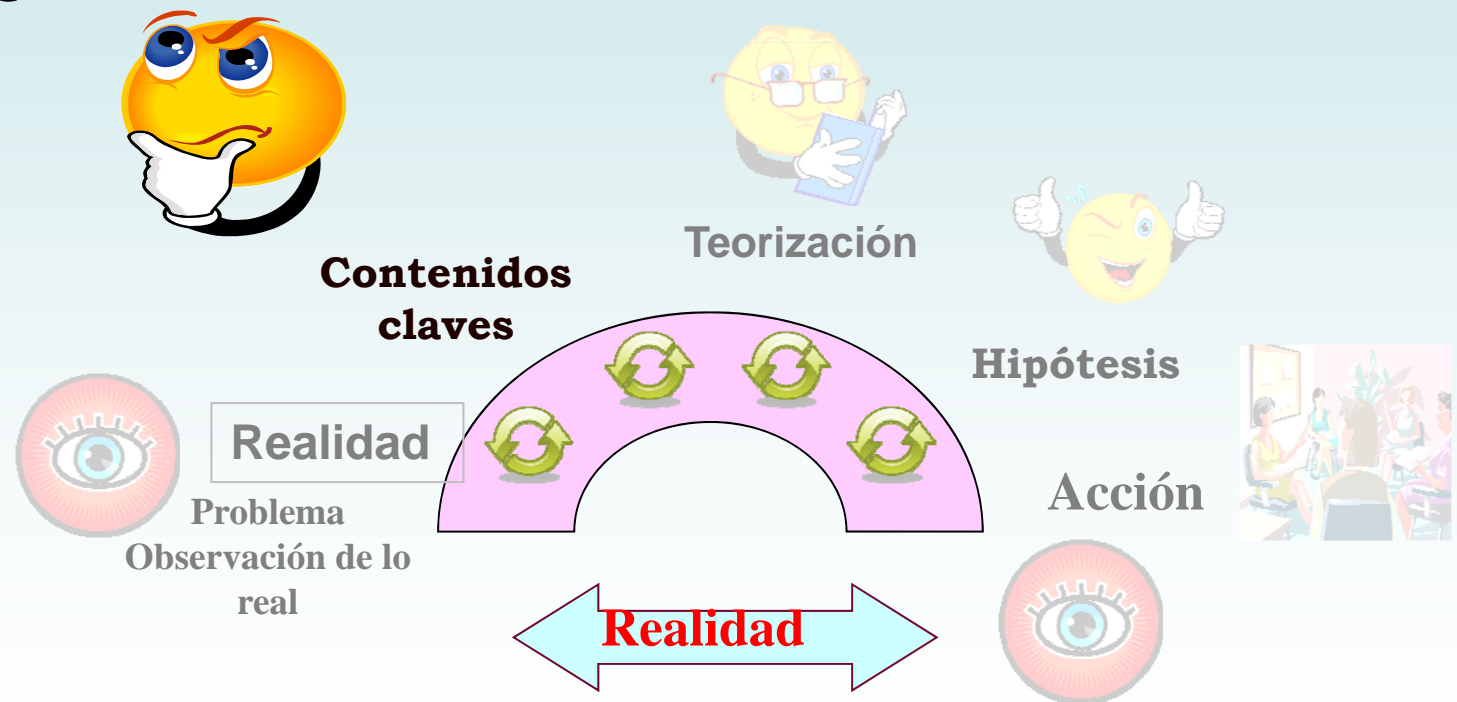 Teorización
Contenidos
claves
Hipótesis
Realidad
Problema
Observación de lo
real
Acción
Realidad